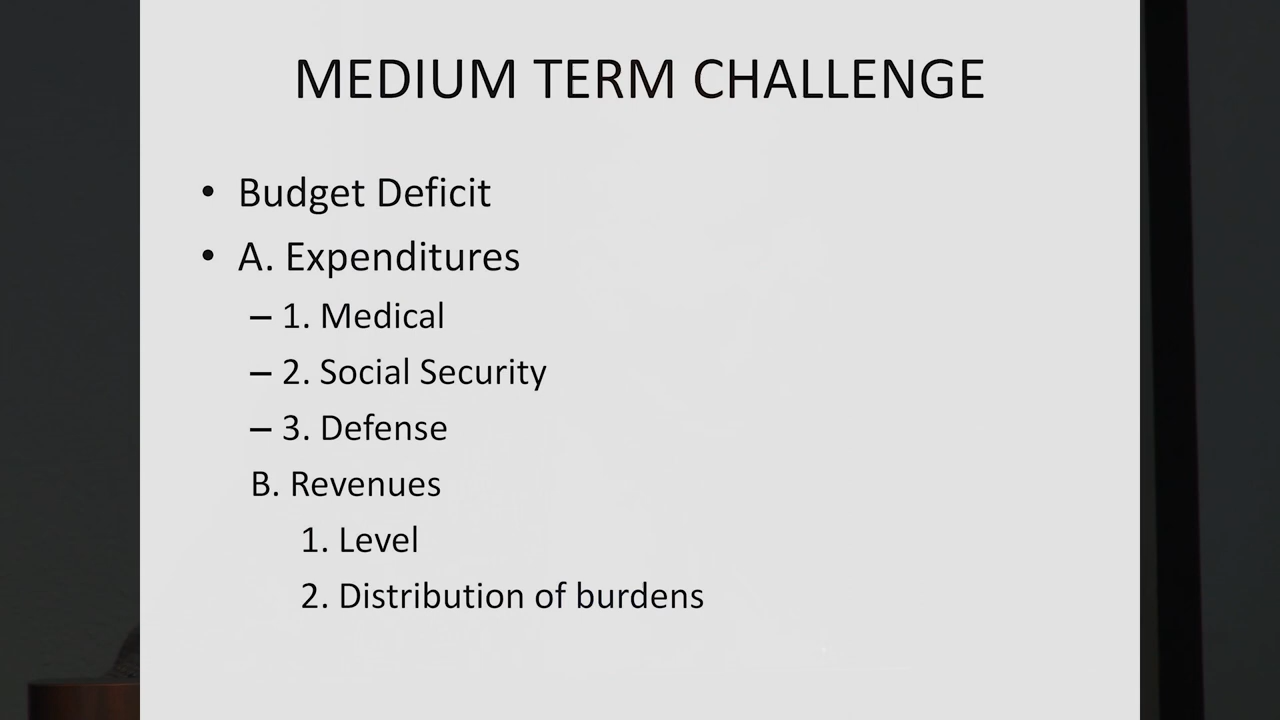 MEDIUM TERM CHALLENGE
• Budget Deficit
• A. Expenditures
– 1. Medical
– 2. Social Security
– 3. Defense
B. Revenues
1. Level
2. Distribution of burdens